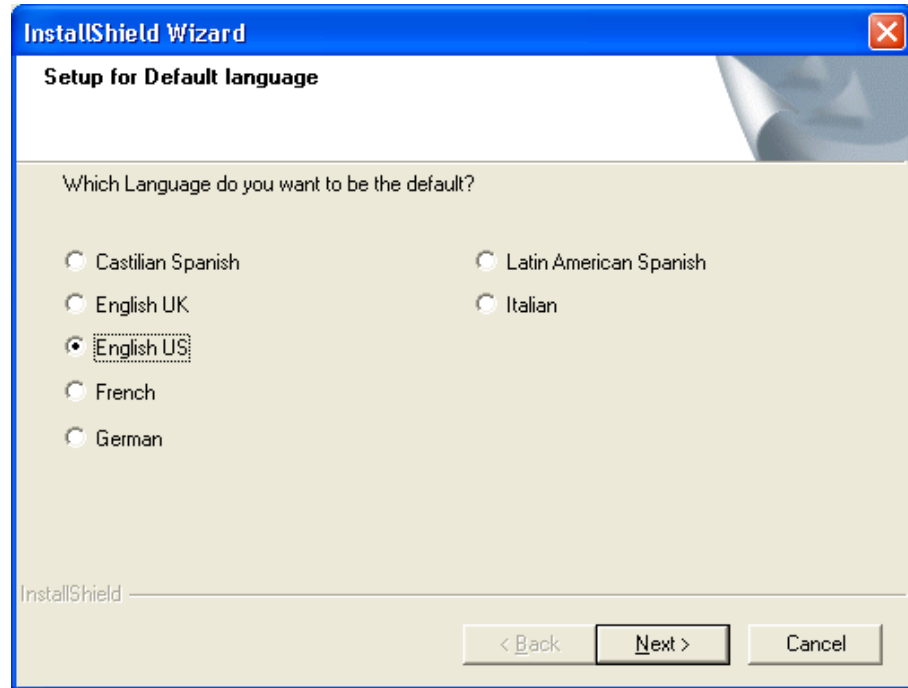 InstallShield Wizard
Setup for Default language
Which Language do you want to be the default?
Castilian Spanish
English UK
English US
French
German
Latin American Spanish
Italian
InstallShield
< Back
Next >
Cancel